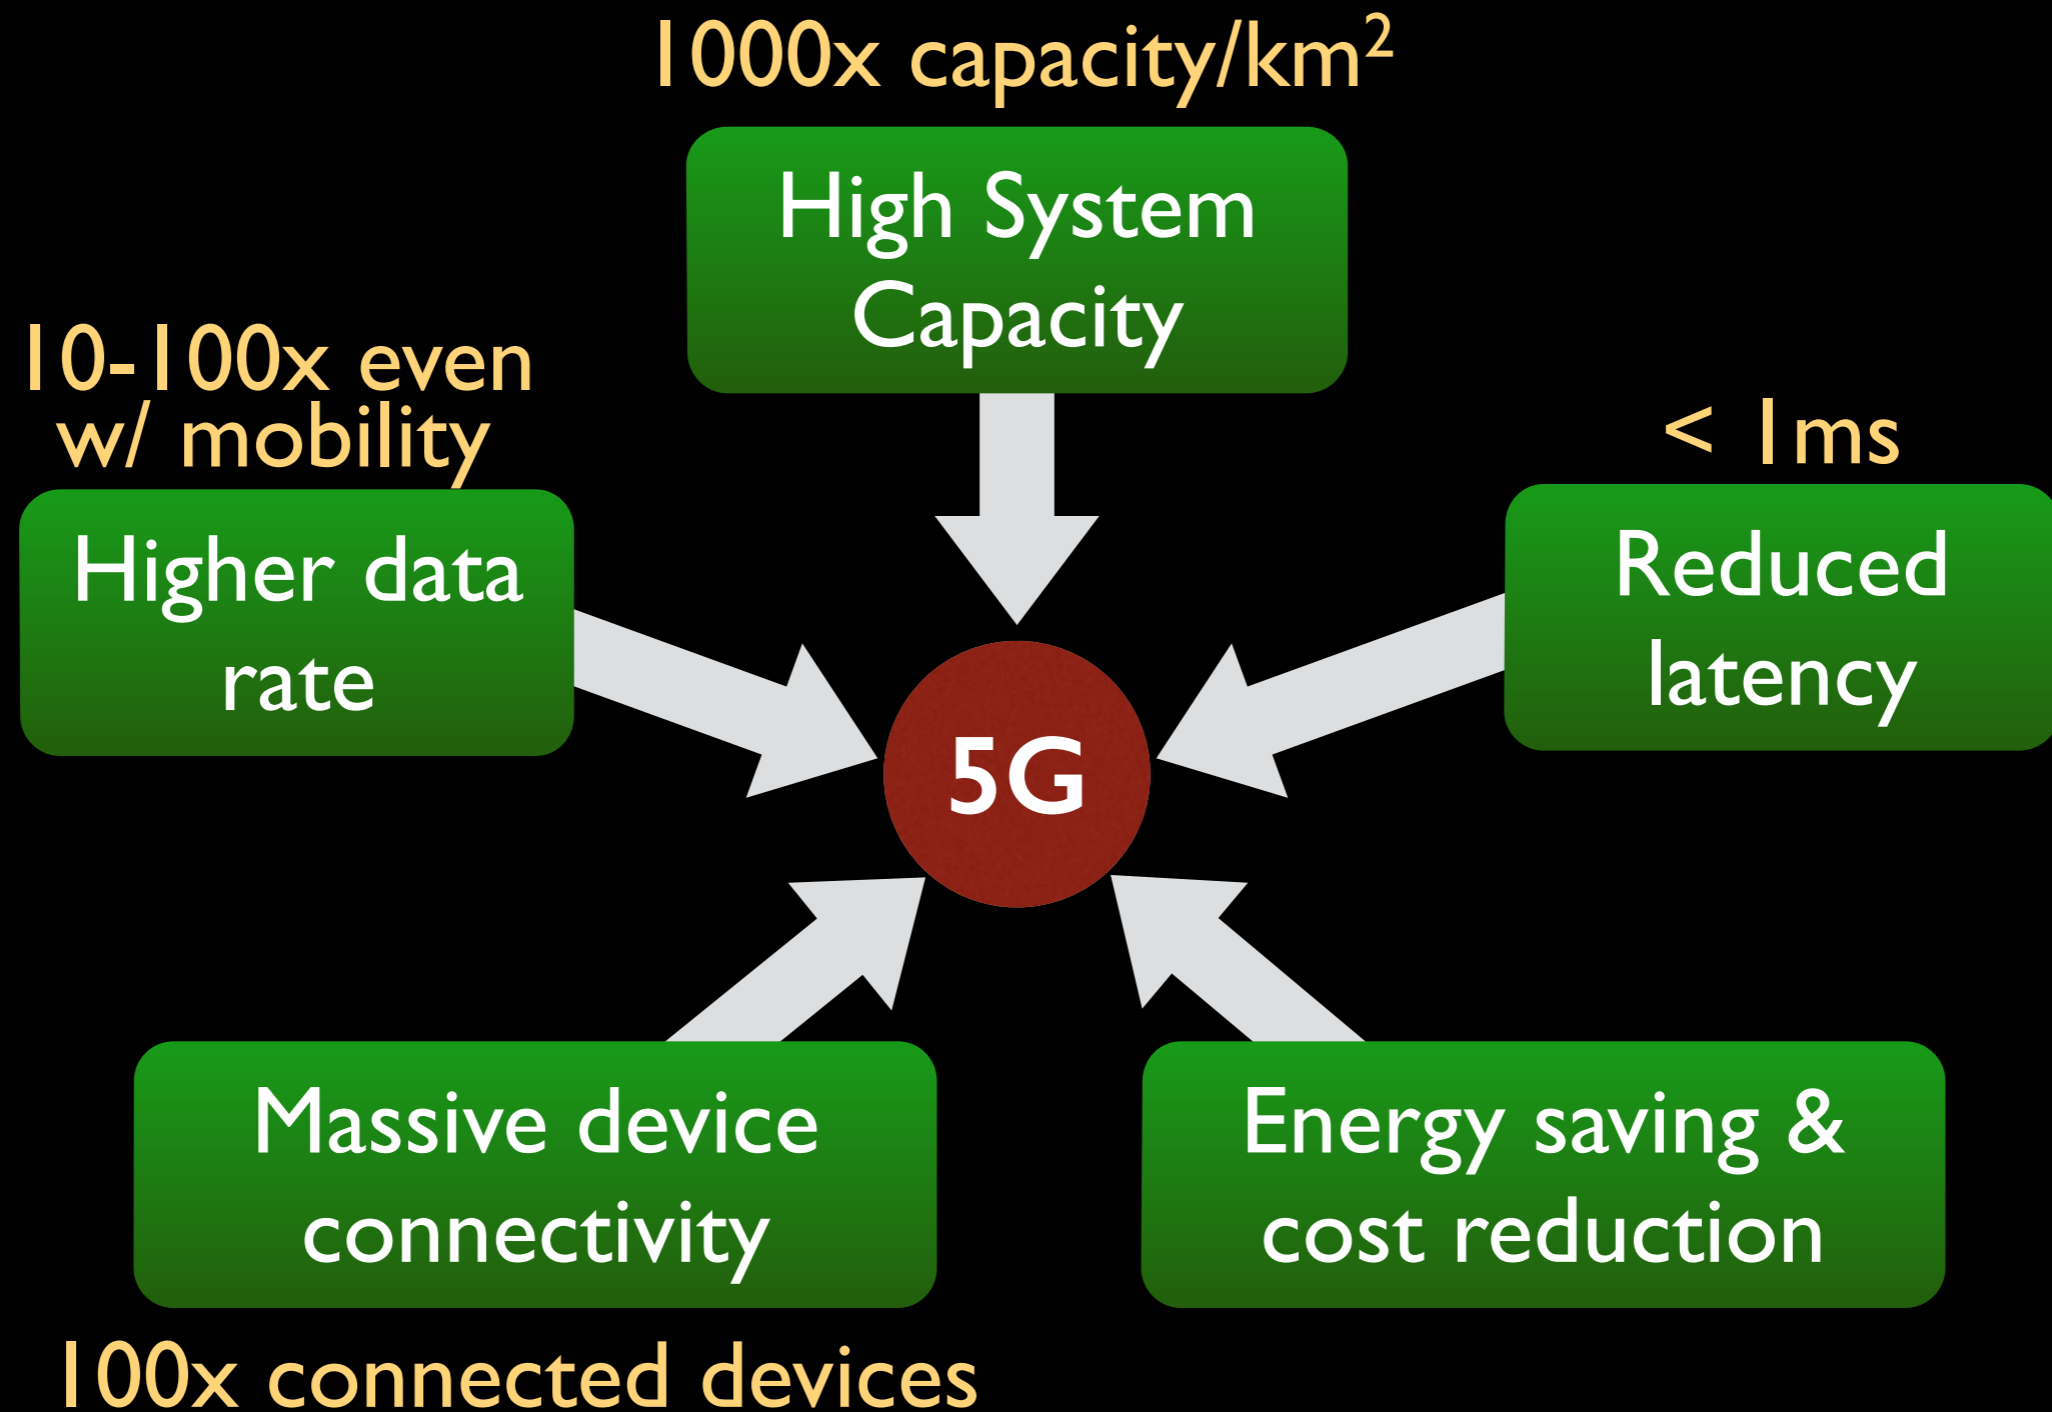 1000x capacity/km²
High System
Capacity
10-100x even
w/ mobility
Higher data
rate
< 1ms
Reduced
latency
5G
Massive device
connectivity
100x connected devices
Energy saving &
cost reduction